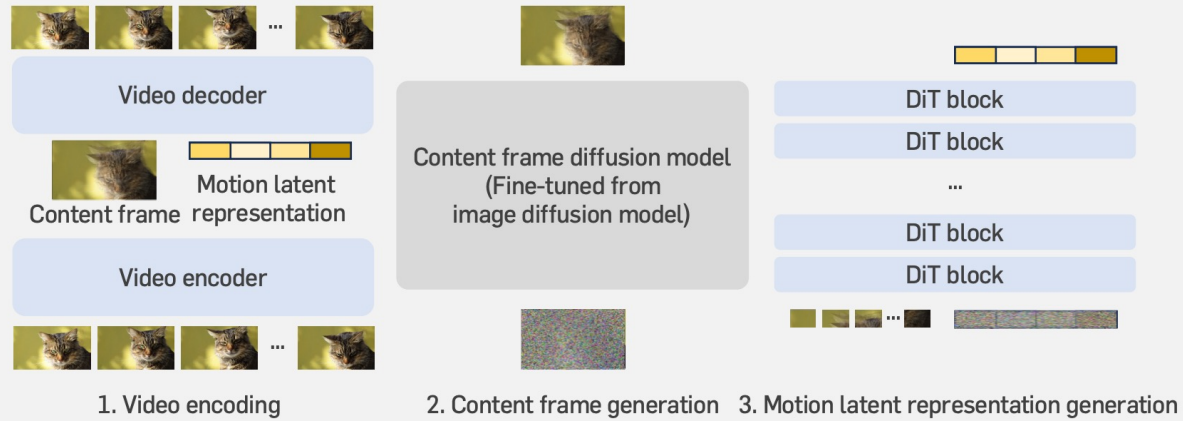 ...
Video decoder
Content frame
Motion latent
representation
Video encoder
...
1. Video encoding
Content frame diffusion model
(Fine-tuned from
image diffusion model)
2. Content frame generation
DiT block
DiT block
...
DiT block
DiT block
...
3. Motion latent representation generation